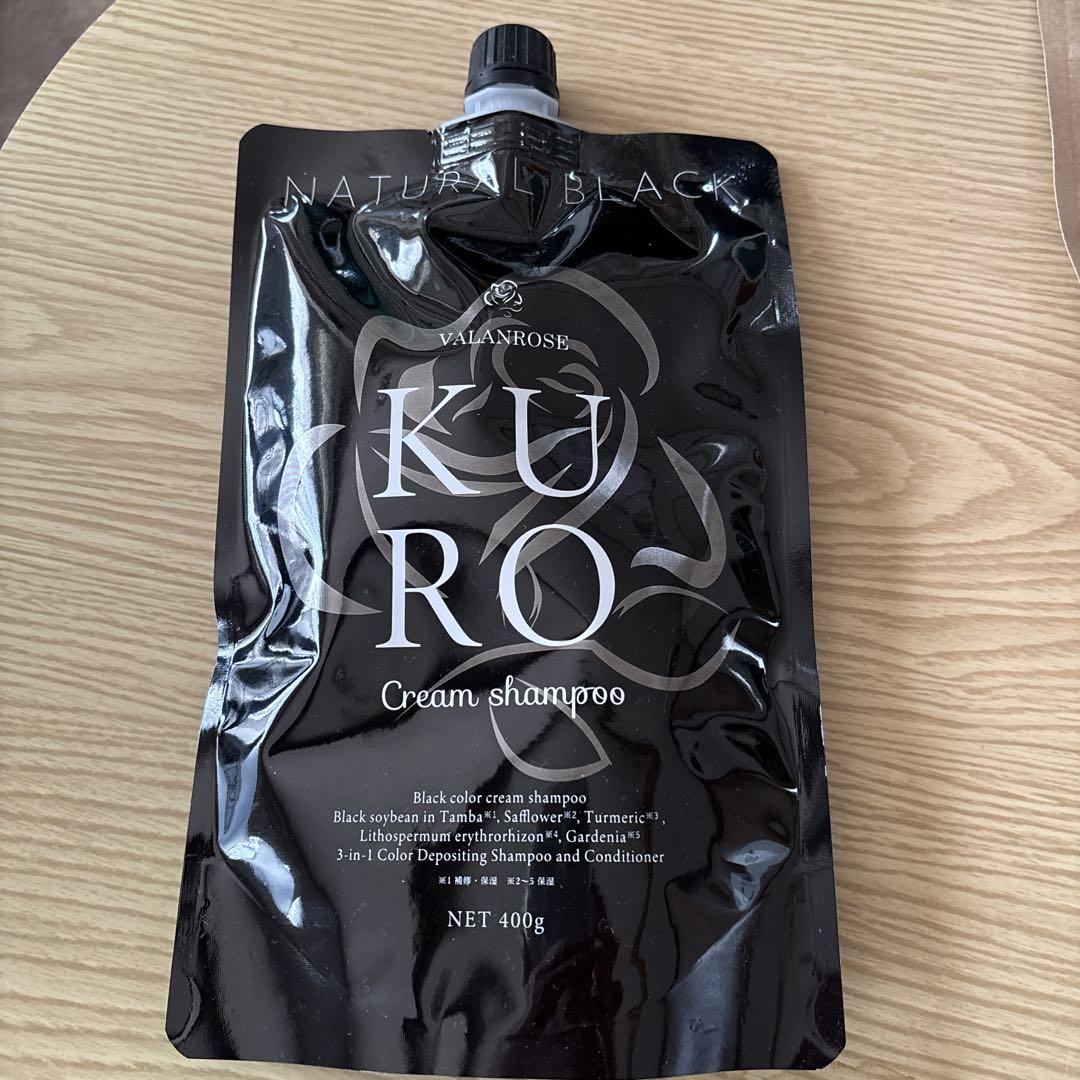 NATURAL BLACK
VALANROSE
KU
RO
Cream shampoo
Black color cream shampoo
Black soybean in Tamba※1, Safflower※2, Turmeric※3,
Lithospermum erythrorhizon※4, Gardenia※5
3-in-1 Color Depositing Shampoo and Conditioner
※1 補修・保湿 ※2～5 保湿
NET 400g